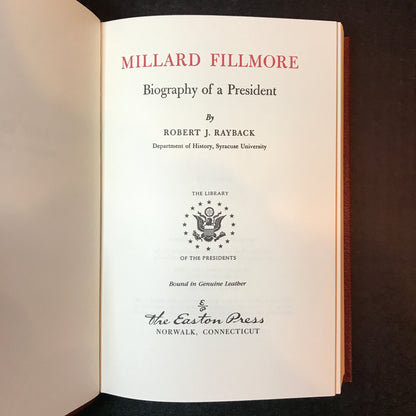 MILLARD FILLMORE
Biography of a President
By
ROBERT J. RAYBACK
Department of History, Syracuse University
THE LIBRARY
OF THE PRESIDENTS
Bound in Genuine Leather
E/P
The Easton Press
NORWALK, CONNECTICUT